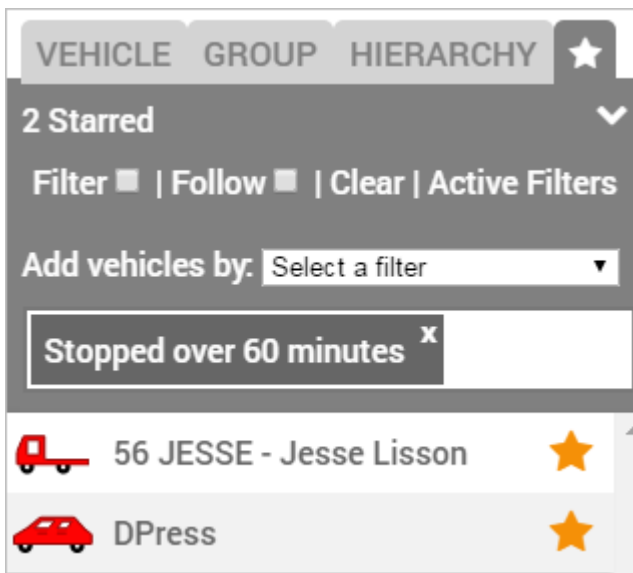 VEHICLE GROUP HIERARCHY
2 Starred
Filter | Follow | Clear | Active Filters
Add vehicles by: Select a filter
Stopped over 60 minutes x
56 JESSE - Jesse Lisson
DPress